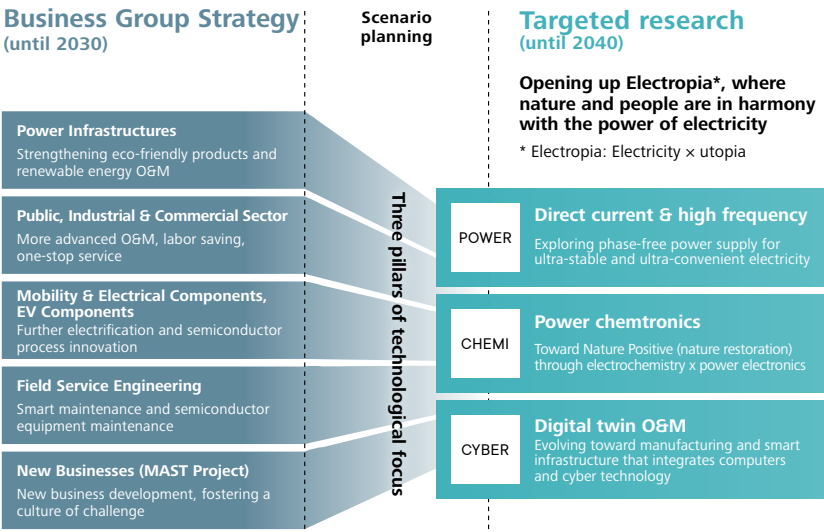 Business Group Strategy
(until 2030)
Power Infrastructures
Strengthening eco-friendly products and
renewable energy O&M
Public, Industrial & Commercial Sector
More advanced O&M, labor saving,
one-stop service
Mobility & Electrical Components,
EV Components
Further electrification and semiconductor
process innovation
Field Service Engineering
Smart maintenance and semiconductor
equipment maintenance
New Businesses (MAST Project)
New business development, fostering a
culture of challenge
Scenario
planning
Three pillars of technological focus
Targeted research
(until 2040)
Opening up Electropia*, where
nature and people are in harmony
with the power of electricity
* Electropia: Electricity × utopia
POWER
Direct current & high frequency
Exploring phase-free power supply for
ultra-stable and ultra-convenient electricity
CHEMI
Power chemtronics
Toward Nature Positive (nature restoration)
through electrochemistry x power electronics
CYBER
Digital twin O&M
Evolving toward manufacturing and smart
infrastructure that integrates computers
and cyber technology